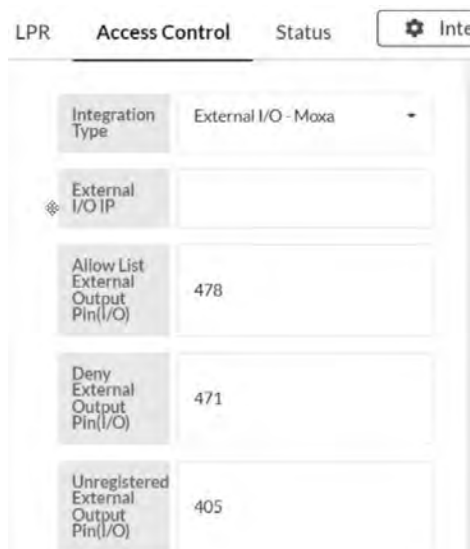 LPR Access Control Status
Integration
Type
External I/O - Moxa
External
I/O IP
Allow List
External
Output
Pin(I/O)
478
Deny
External
Output
Pin(I/O)
471
Unregistered
External
Output
Pin(I/O)
405